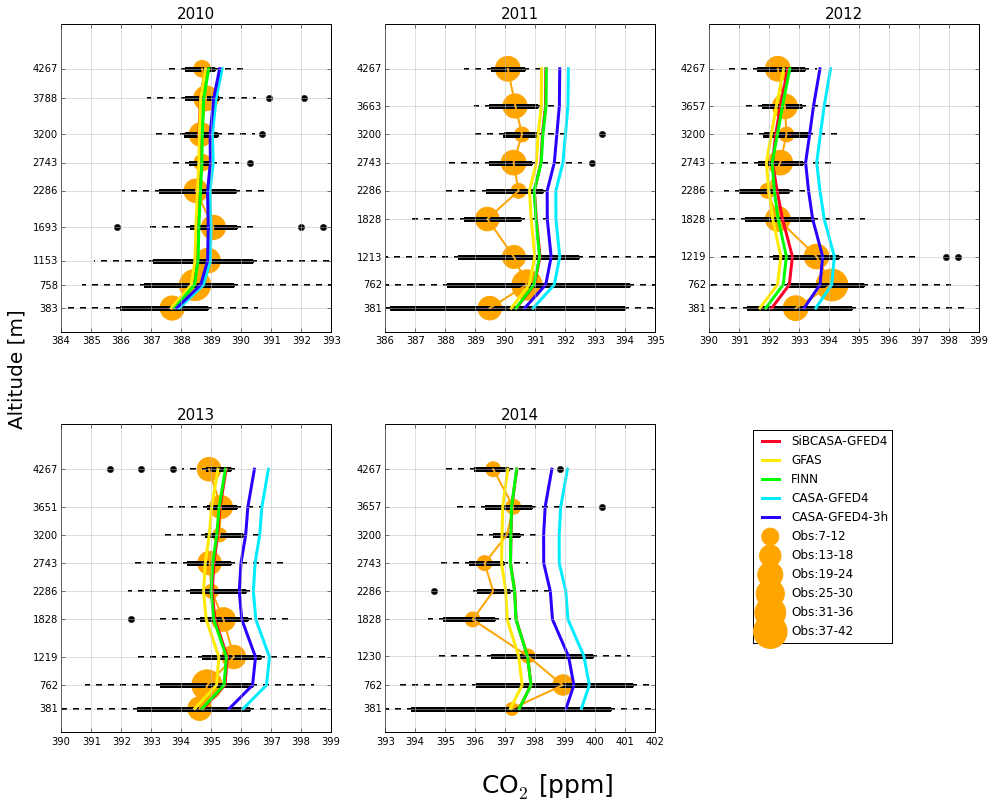 2010
2011
2012
4267
3788
3200
2743
2286
1693
1153
758
383
384 385 386 387 388 389 390 391 392 393
4267
3663
3200
2743
2286
1828
1213
762
381
386 387 388 389 390 391 392 393 394 395
4267
3657
3200
2743
2286
1828
1219
762
381
390 391 392 393 394 395 396 397 398 399
Altitude [m]
2013
2014
4267
3651
3200
2743
2286
1828
1219
762
381
390 391 392 393 394 395 396 397 398 399
4267
3657
3200
2743
2286
1828
1230
762
381
393 394 395 396 397 398 399 400 401 402
SiBCASA-GFED4
GFAS
FINN
CASA-GFED4
CASA-GFED4-3h
Obs:7-12
Obs:13-18
Obs:19-24
Obs:25-30
Obs:31-36
Obs:37-42
CO₂ [ppm]